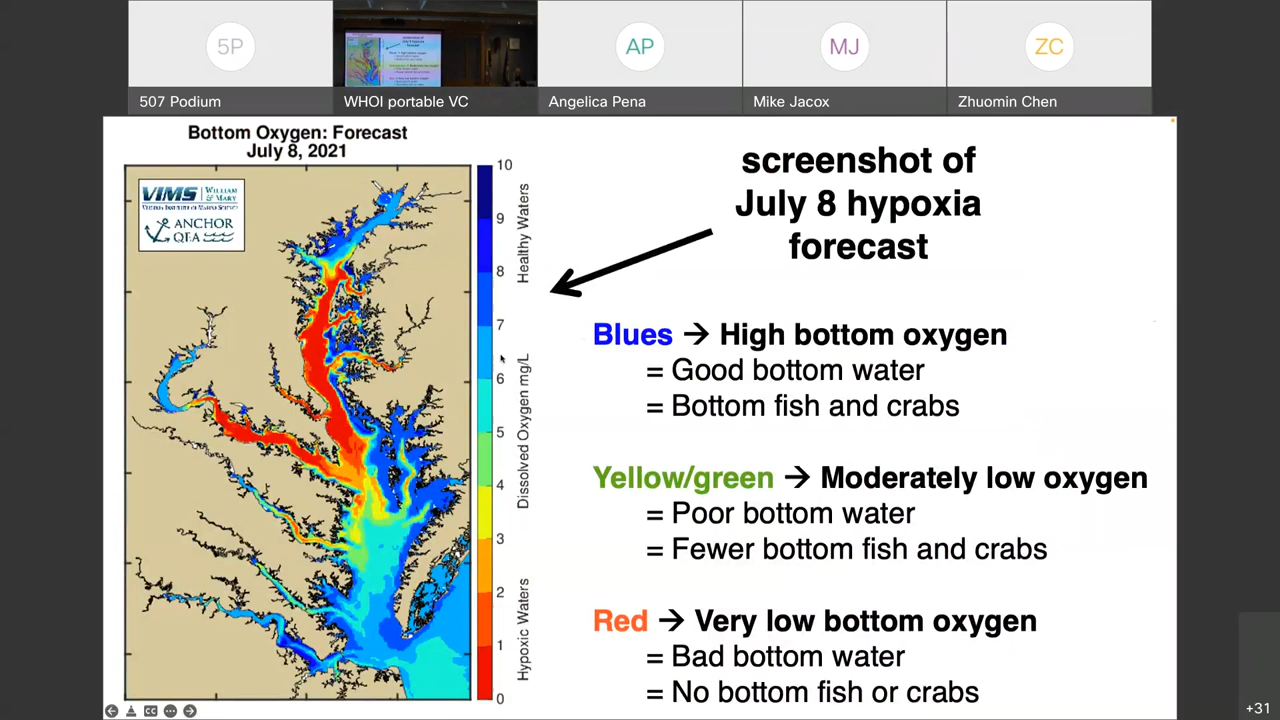 5P
AP
MJ
ZC
507 Podium
WHOI portable VC
Angelica Pena
Mike Jacox
Zhuomin Chen
Bottom Oxygen: Forecast
July 8, 2021
VIMS WILLIAM & MARY
VIRGINIA INSTITUTE OF MARINE SCIENCE
ANCHOR
QEA
10
9
8
7
6
5
4
3
2
1
0
Healthy Waters
Dissolved Oxygen mg/L
Hypoxic Waters
screenshot of
July 8 hypoxia
forecast
Blues → High bottom oxygen
= Good bottom water
= Bottom fish and crabs
Yellow/green → Moderately low oxygen
= Poor bottom water
= Fewer bottom fish and crabs
Red → Very low bottom oxygen
= Bad bottom water
= No bottom fish or crabs
CC
+31